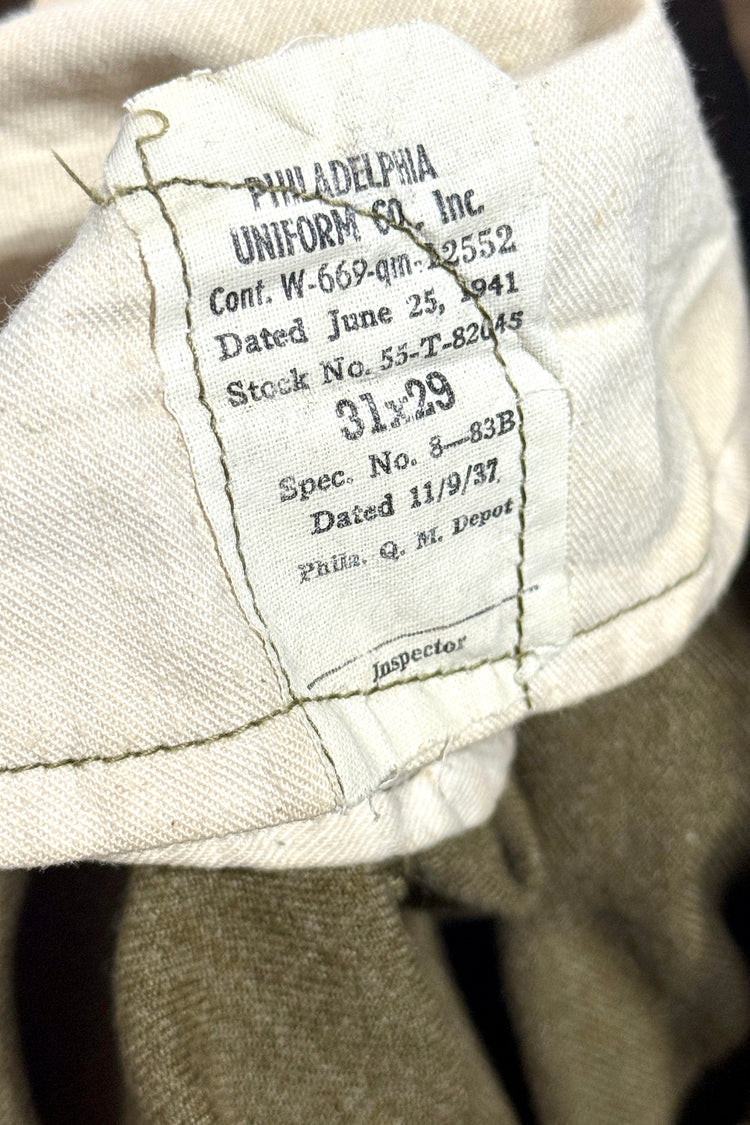 PHILADELPHIA
UNIFORM CO., Inc.
Cont. W-669-qm-12552
Dated June 25, 1941
Stock No. 55-T-82045
31x29
Spec. No. 8—83B
Dated 11/9/37
Phila. Q. M. Depot
Inspector